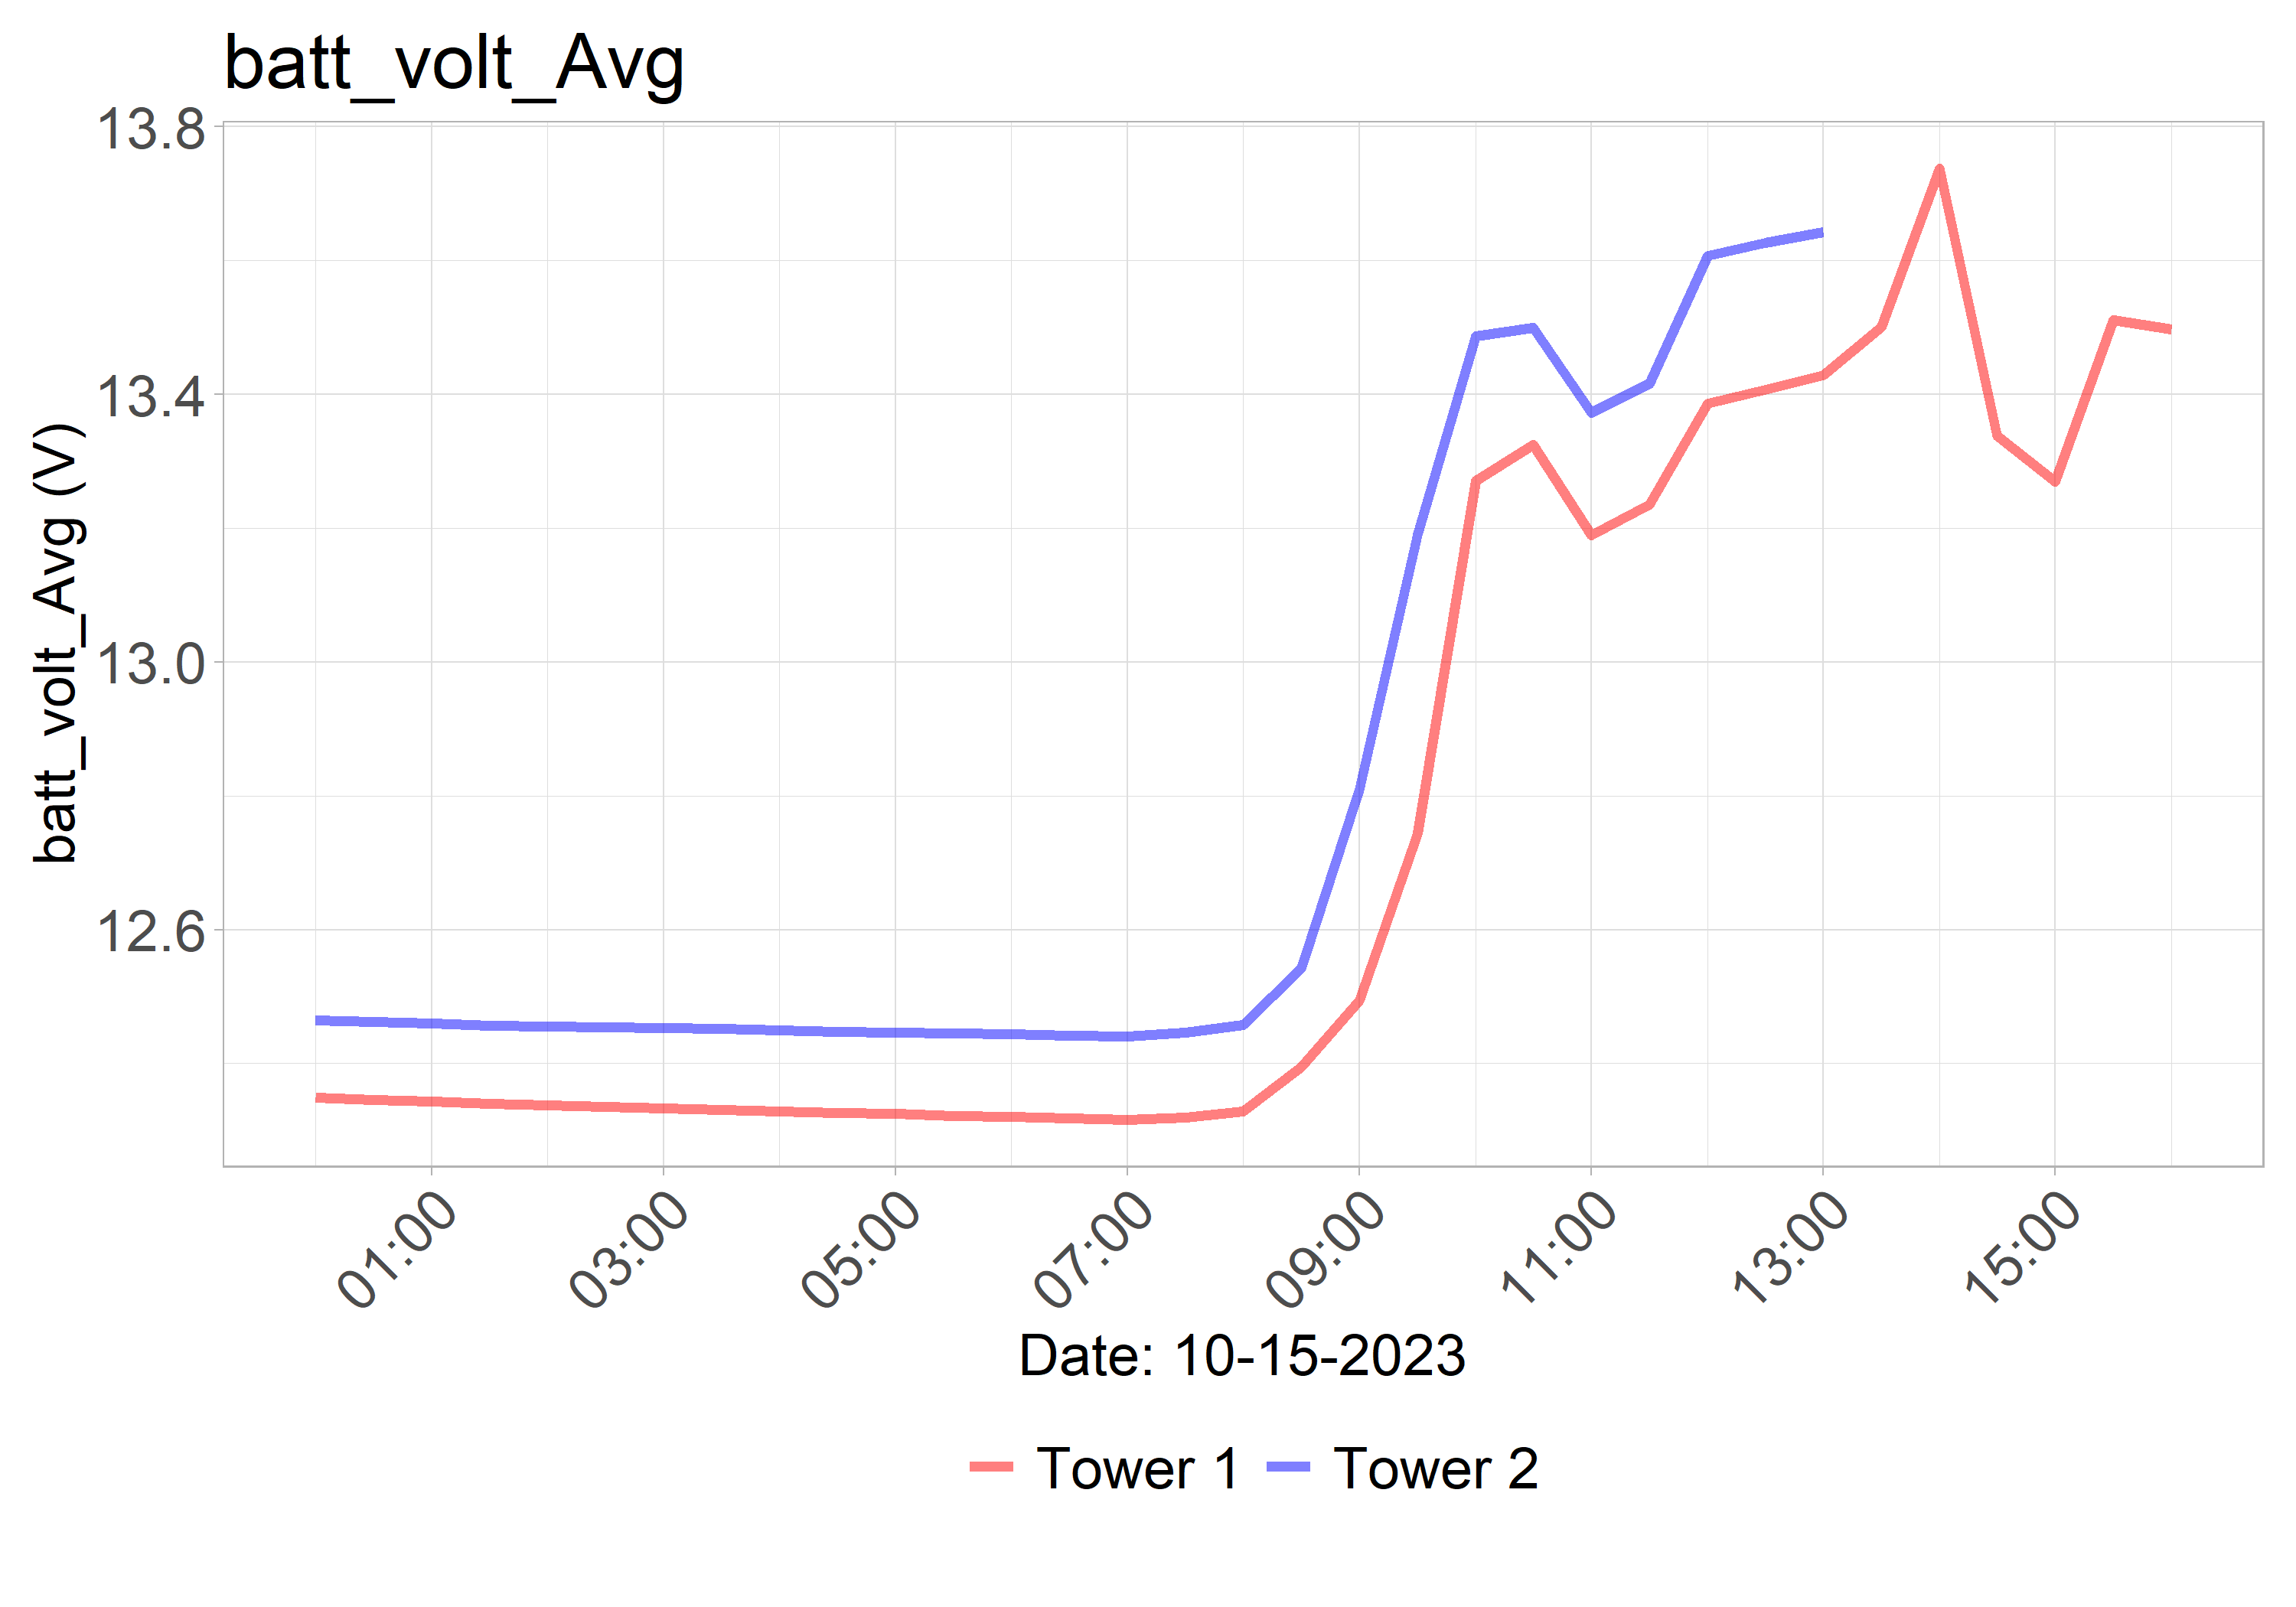 batt_volt_Avg
13.8
13.4
13.0
12.6
batt_volt_Avg (V)
01:00
03:00
05:00
07:00
09:00
11:00
13:00
15:00
Date: 10-15-2023
Tower 1
Tower 2